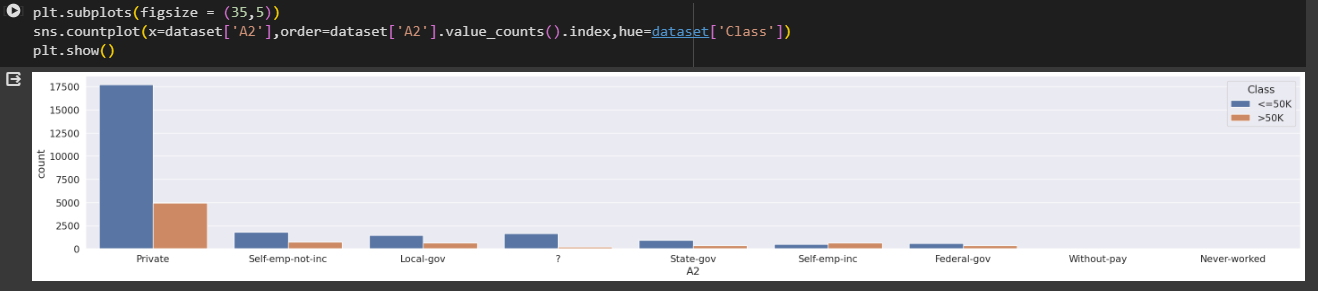 plt.subplots(figsize = (35,5))
sns.countplot(x=dataset['A2'],order=dataset['A2'].value_counts().index,hue=dataset['Class'])
plt.show()
17500
15000
12500
10000
7500
5000
2500
0
count
Class
<=50K
>50K
Private Self-emp-not-inc Local-gov ? State-gov Self-emp-inc Federal-gov Without-pay Never-worked
A2